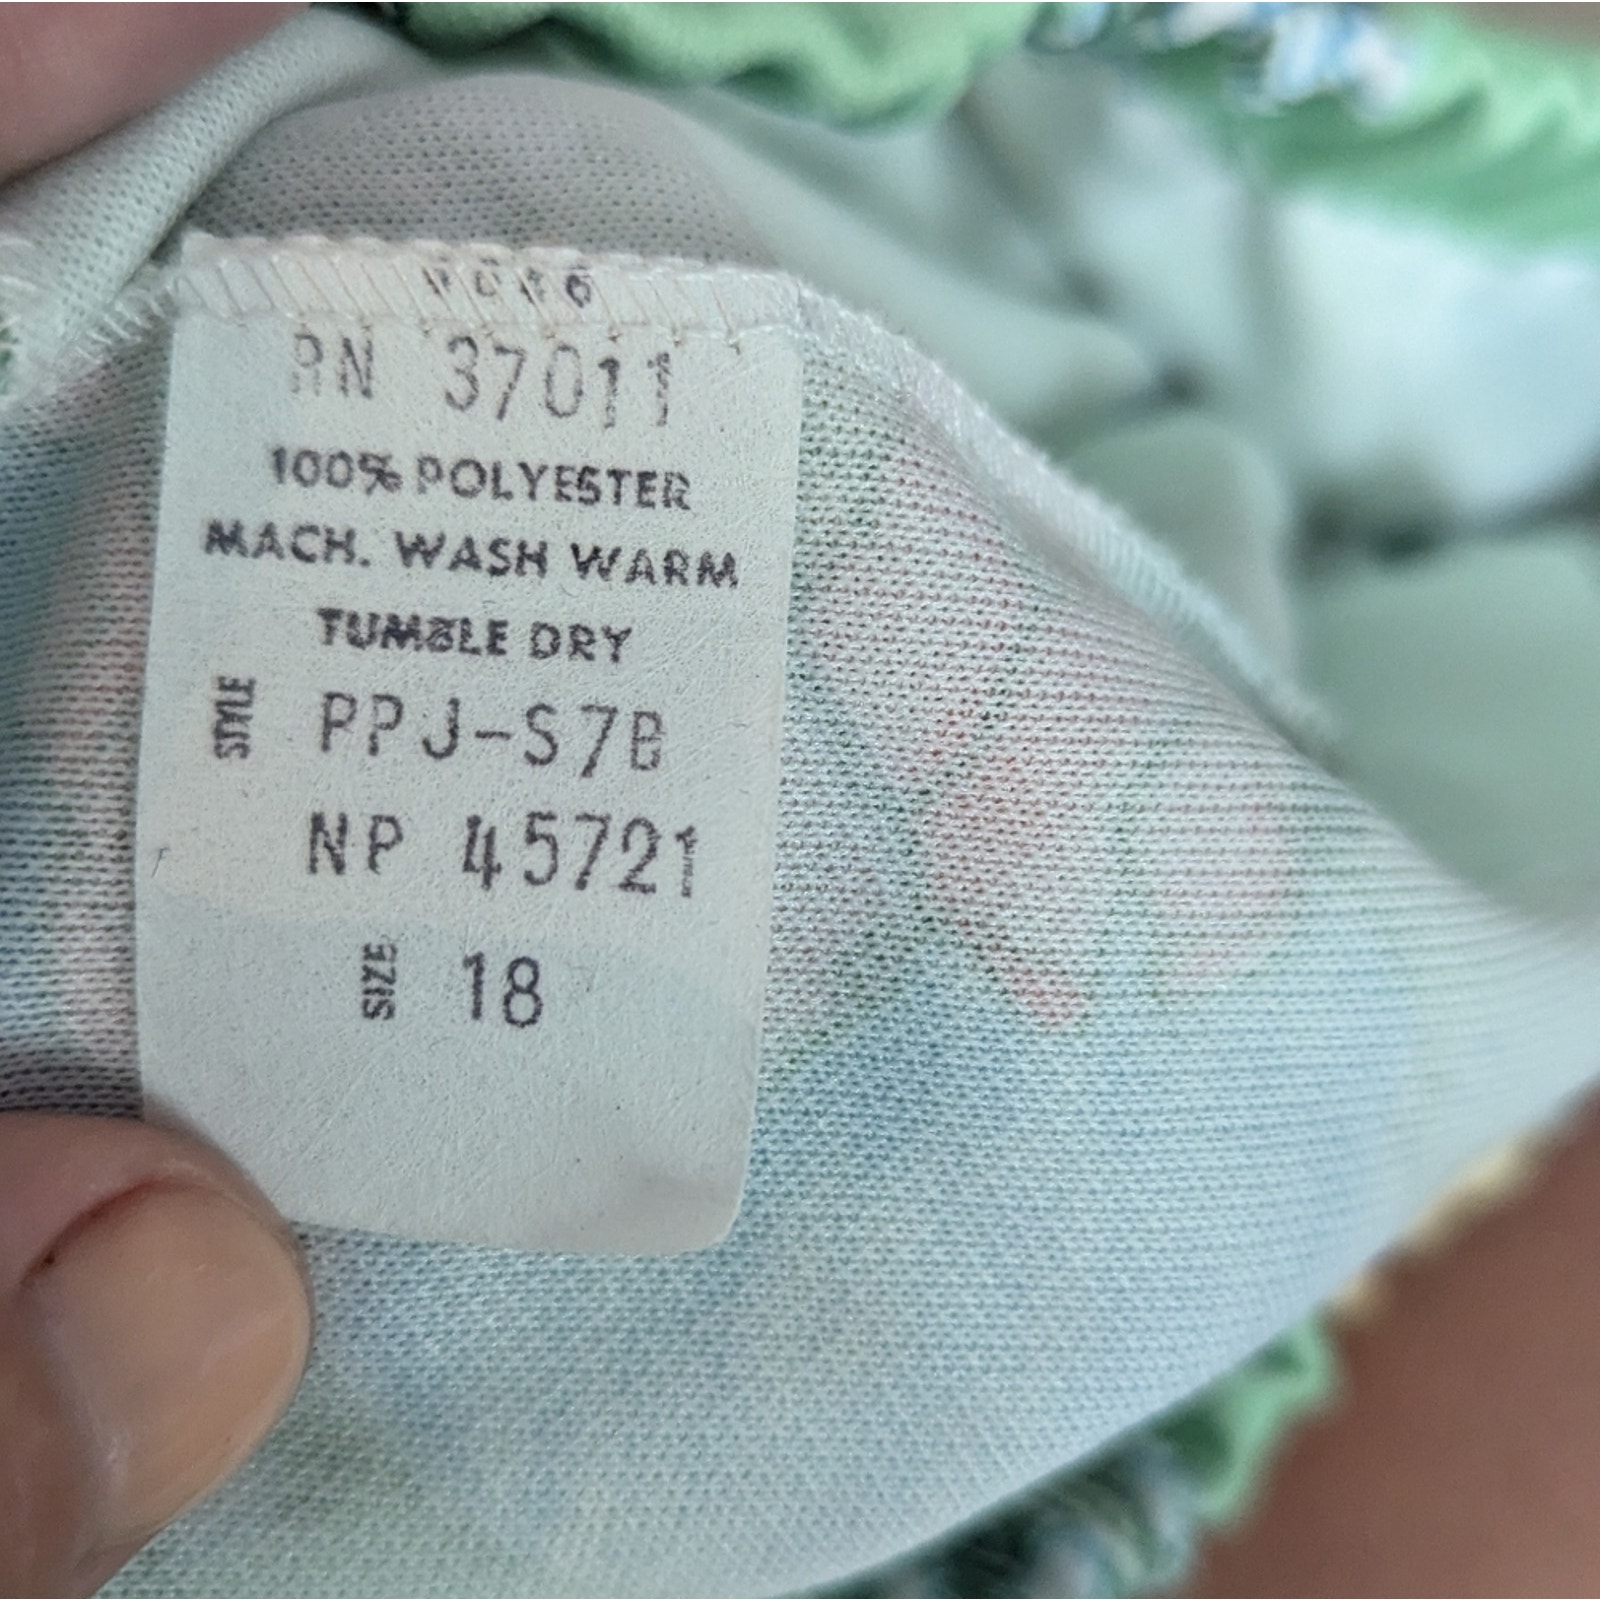 RN 37011
100% POLYESTER
MACH. WASH WARM
TUMBLE DRY
STYLE PPJ-S7B
NP 45721
SIZE 18